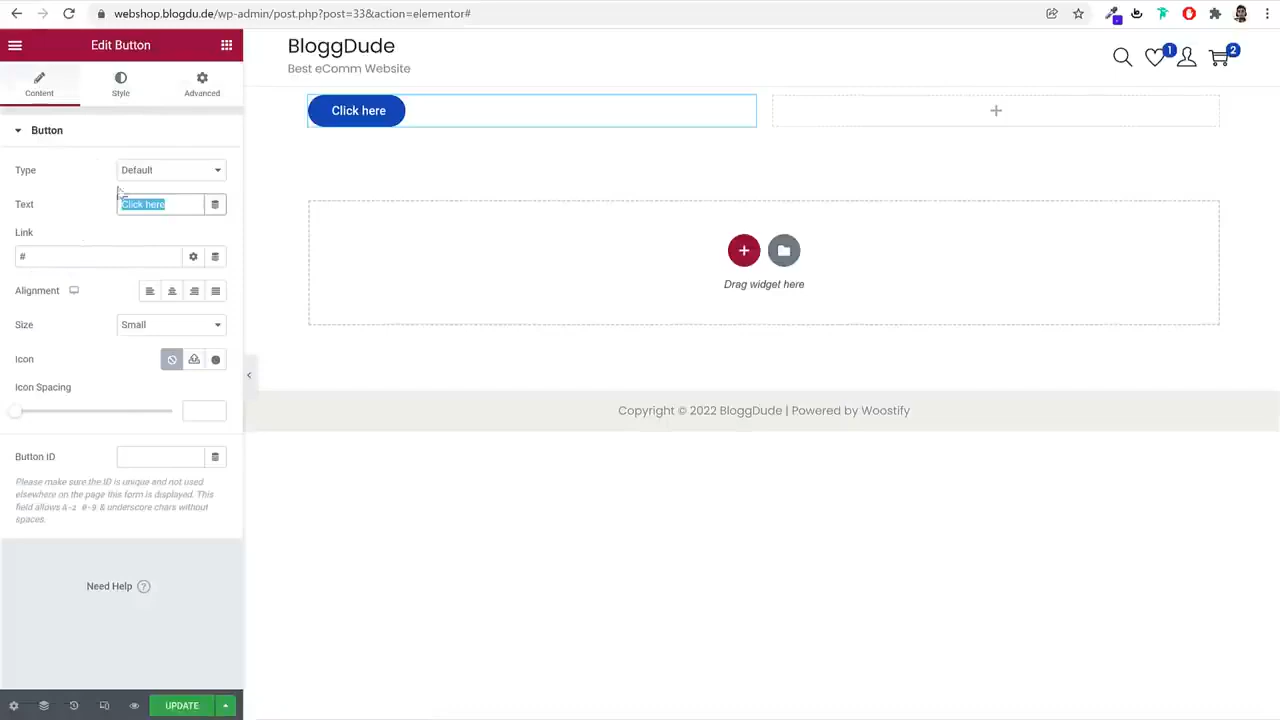 webshop.blogdu.de/wp-admin/post.php?post=33&action=elementor#
Edit Button
Content
Style
Advanced
Button
Type
Default
Text
Click here
Link
#
Alignment
Size
Small
Icon
Icon Spacing
Button ID
Please make sure the ID is unique and not used
elsewhere on the page this form is displayed. This
field allows A-z 0-9 & underscore chars without
spaces.
Need Help ?
UPDATE
BloggDude
Best eComm Website
1
2
Click here
Drag widget here
Copyright © 2022 BloggDude | Powered by Woostify